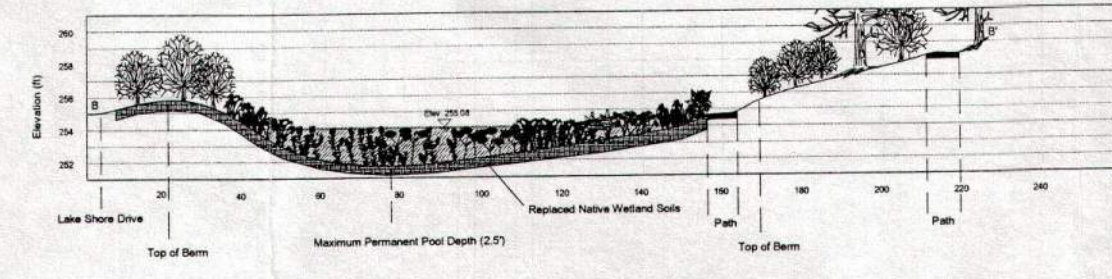 260
258
256
254
252
Elevation (ft)
B
B'
Elev. 255.08
20
40
60
80
100
120
140
160
180
200
220
240
Lake Shore Drive
Top of Berm
Maximum Permanent Pool Depth (2.5')
Replaced Native Wetland Soils
Path
Top of Berm
Path